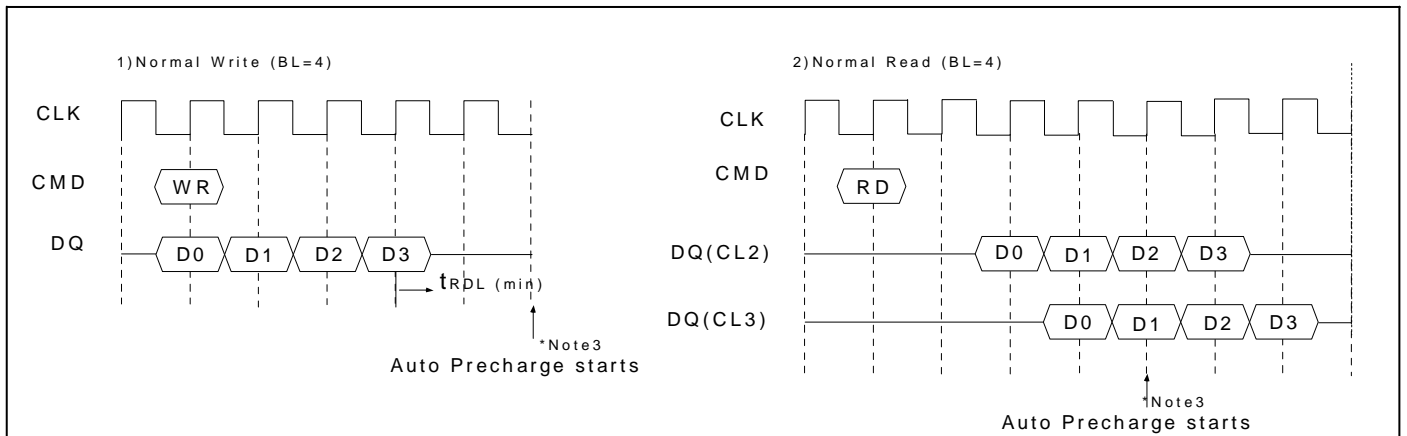 1)Normal Write (BL=4)
CLK
CMD
WR
DQ
D0 D1 D2 D3
tRDL (min)
*Note3
Auto Precharge starts
2)Normal Read (BL=4)
CLK
CMD
RD
DQ(CL2)
D0 D1 D2 D3
DQ(CL3)
D0 D1 D2 D3
*Note3
Auto Precharge starts